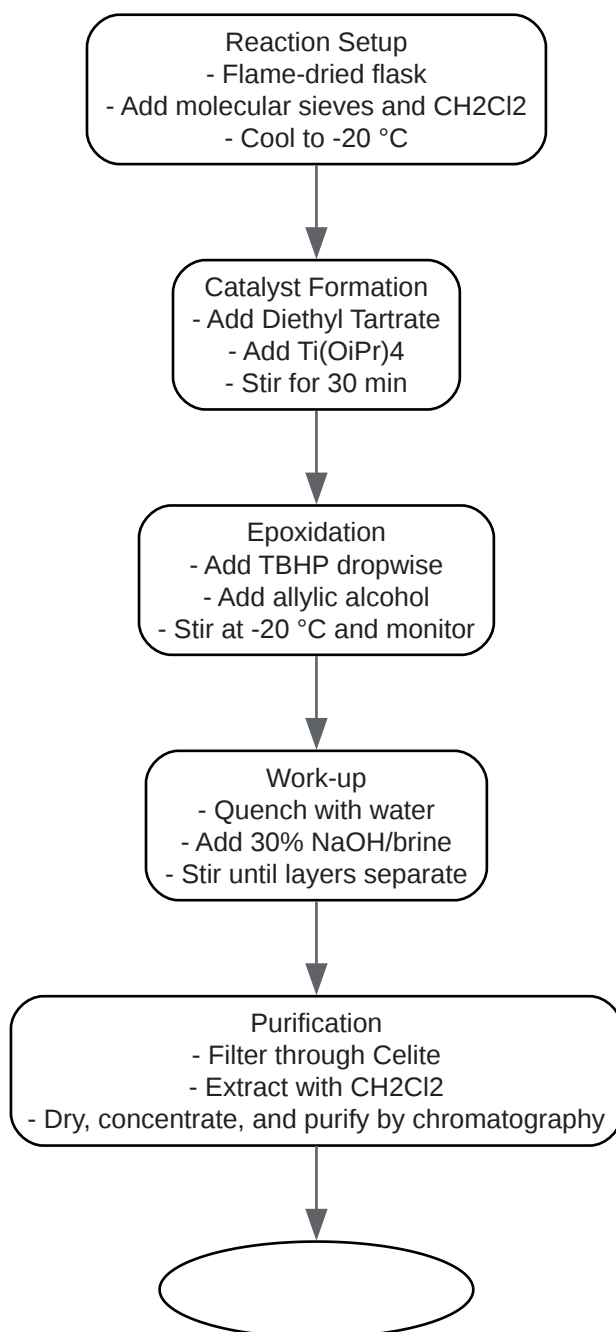 Reaction Setup
- Flame-dried flask
- Add molecular sieves and CH2Cl2
- Cool to -20 °C
Catalyst Formation
- Add Diethyl Tartrate
- Add Ti(OiPr)4
- Stir for 30 min
Epoxidation
- Add TBHP dropwise
- Add allylic alcohol
- Stir at -20 °C and monitor
Work-up
- Quench with water
- Add 30% NaOH/brine
- Stir until layers separate
Purification
- Filter through Celite
- Extract with CH2Cl2
- Dry, concentrate, and purify by chromatography